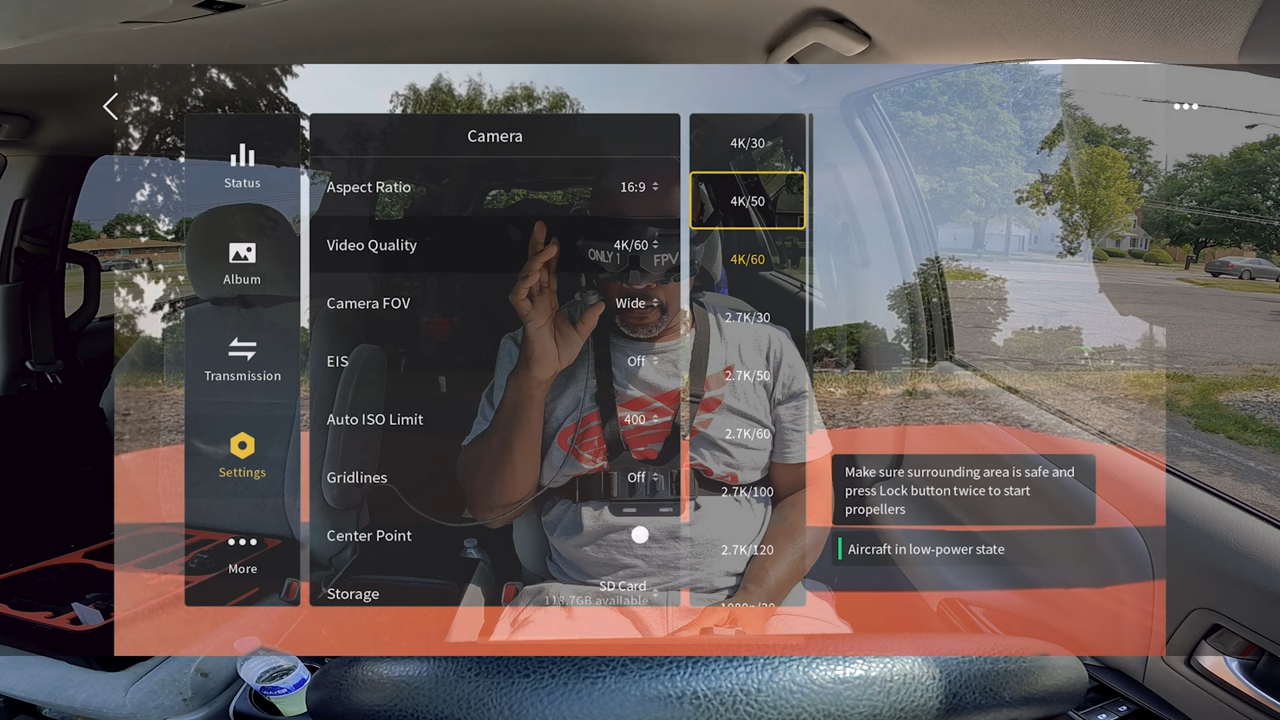 Status
Album
Transmission
Settings
More
Camera
Aspect Ratio 16:9
Video Quality 4K/60
Camera FOV Wide
EIS Off
Auto ISO Limit 400
Gridlines Off
Center Point
Storage SD Card
118.7GB available
4K/30
4K/50
4K/60
2.7K/30
2.7K/50
2.7K/60
2.7K/100
2.7K/120
ONLY 1 FPV
Make sure surrounding area is safe and
press Lock button twice to start
propellers
Aircraft in low-power state